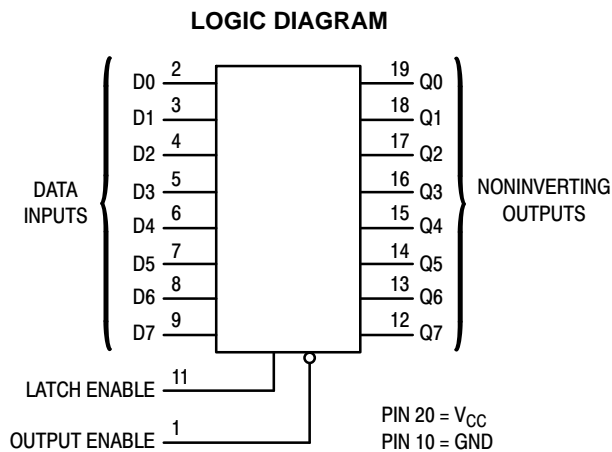 LOGIC DIAGRAM
D0 2 19 Q0
D1 3 18 Q1
D2 4 17 Q2
D3 5 16 Q3
D4 6 15 Q4
D5 7 14 Q5
D6 8 13 Q6
D7 9 12 Q7
DATA
INPUTS
NONINVERTING
OUTPUTS
LATCH ENABLE 11
OUTPUT ENABLE 1
PIN 20 = VCC
PIN 10 = GND